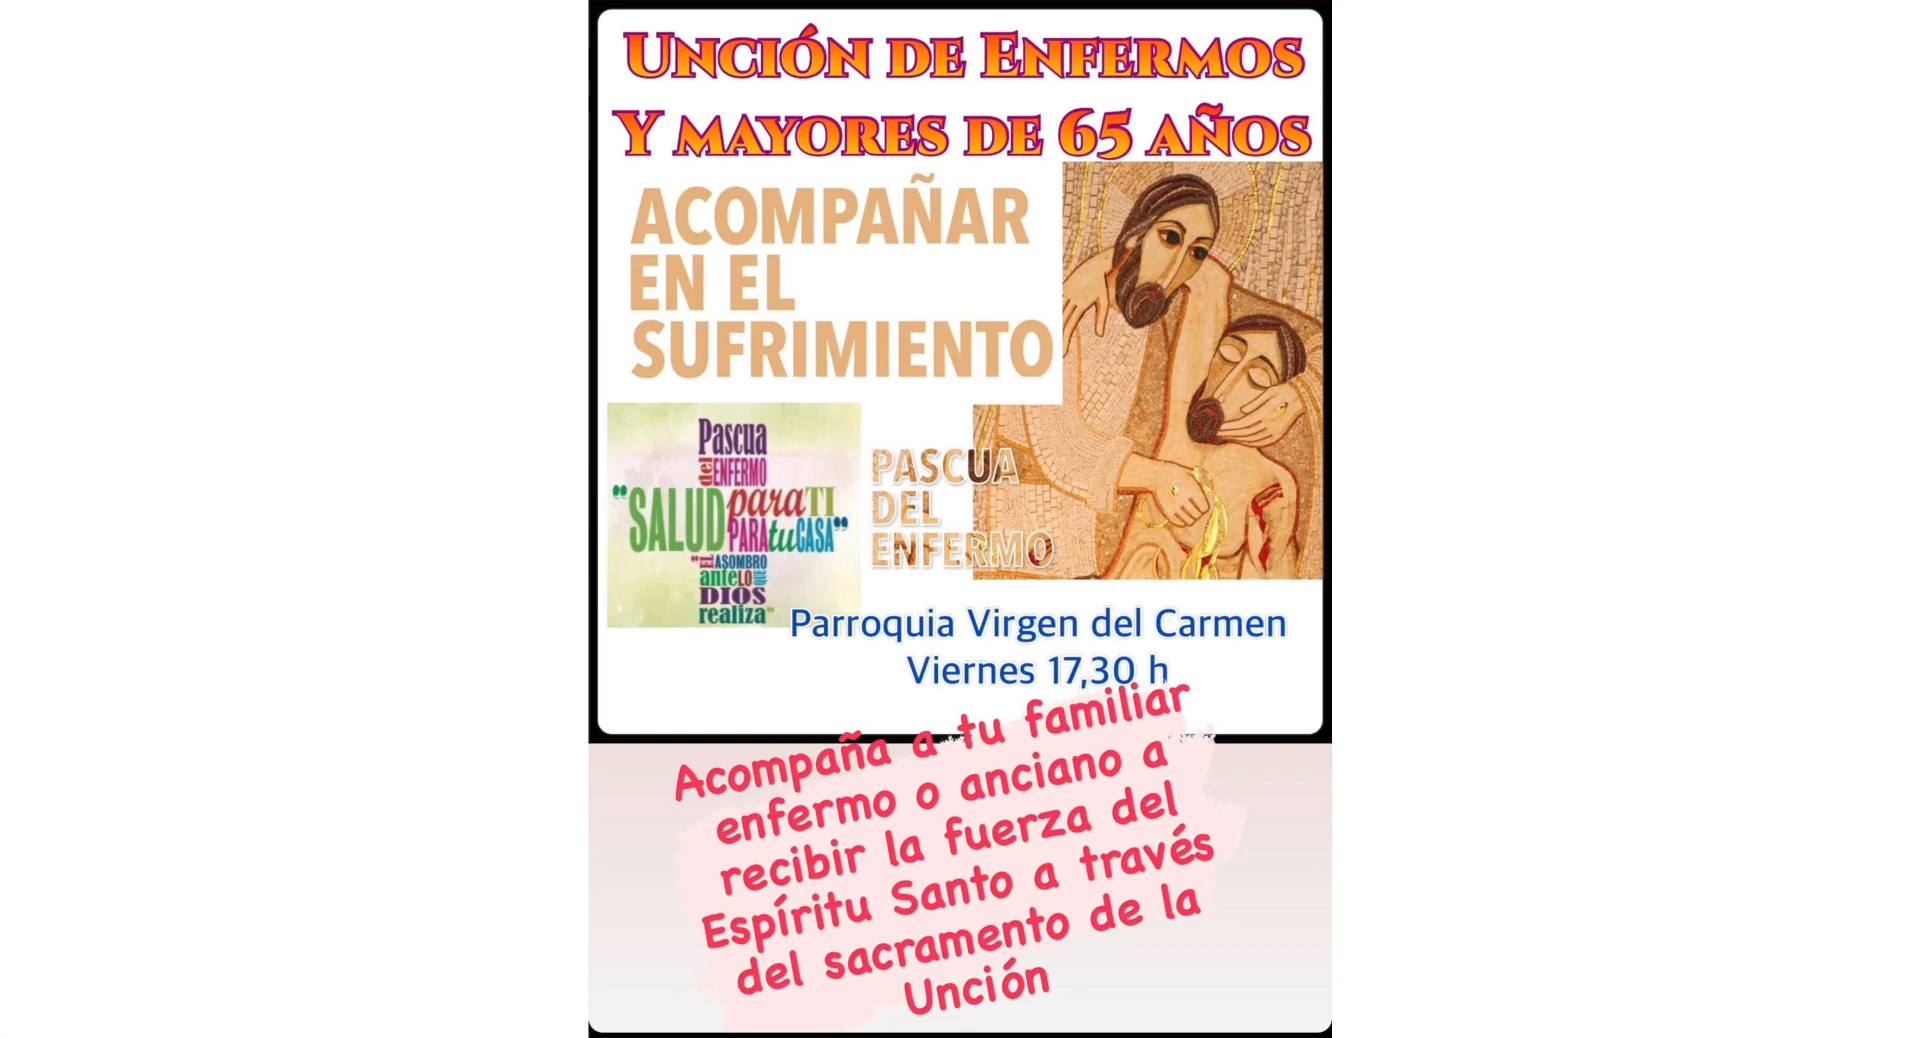 UNCIÓN DE ENFERMOS
Y MAYORES DE 65 AÑOS
ACOMPAÑAR
EN EL
SUFRIMIENTO
Pascua
del ENFERMO
"SALUD para TI
PARA tu CASA"
"EL ASOMBRO
ante LO QUE
DIOS
realiza"
PASCUA
DEL
ENFERMO
Parroquia Virgen del Carmen
Viernes 17,30 h
Acompaña a tu familiar
enfermo o anciano a
recibir la fuerza del
Espíritu Santo a través
del sacramento de la
Unción